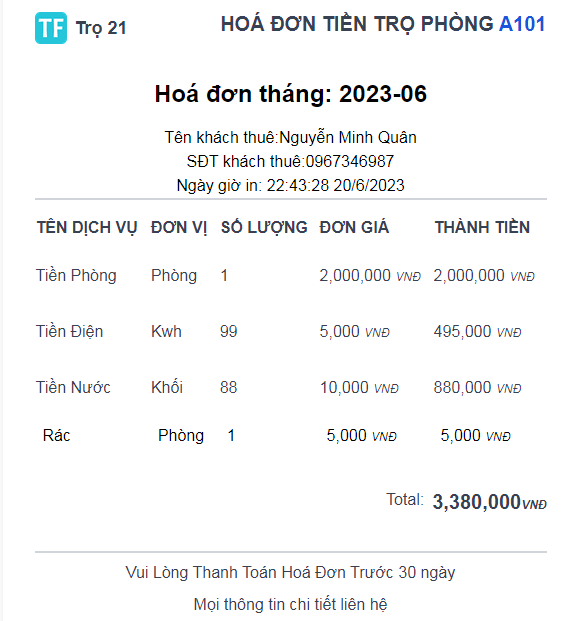 TF Trọ 21 HOÁ ĐƠN TIỀN TRỌ PHÒNG A101
Hoá đơn tháng: 2023-06
Tên khách thuê:Nguyễn Minh Quân
SĐT khách thuê:0967346987
Ngày giờ in: 22:43:28 20/6/2023
TÊN DỊCH VỤ ĐƠN VỊ SỐ LƯỢNG ĐƠN GIÁ THÀNH TIỀN
Tiền Phòng Phòng 1 2,000,000 VNĐ 2,000,000 VNĐ
Tiền Điện Kwh 99 5,000 VNĐ 495,000 VNĐ
Tiền Nước Khối 88 10,000 VNĐ 880,000 VNĐ
Rác Phòng 1 5,000 VNĐ 5,000 VNĐ
Total: 3,380,000VNĐ
Vui Lòng Thanh Toán Hoá Đơn Trước 30 ngày
Mọi thông tin chi tiết liên hệ